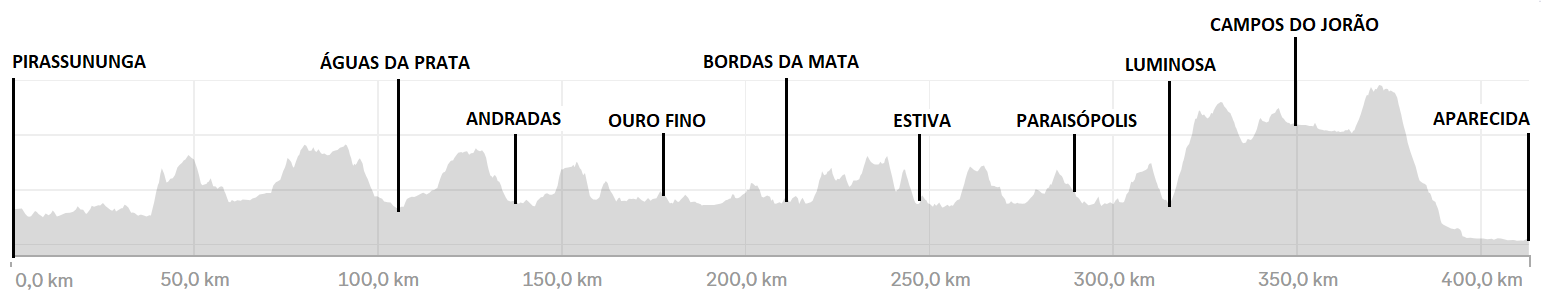 CAMPOS DO JORÃO
PIRASSUNUNGA
ÁGUAS DA PRATA
BORDAS DA MATA
LUMINOSA
ANDRADAS
OURO FINO
ESTIVA
PARAISÓPOLIS
APARECIDA
0,0 km
50,0 km
100,0 km
150,0 km
200,0 km
250,0 km
300,0 km
350,0 km
400,0 km